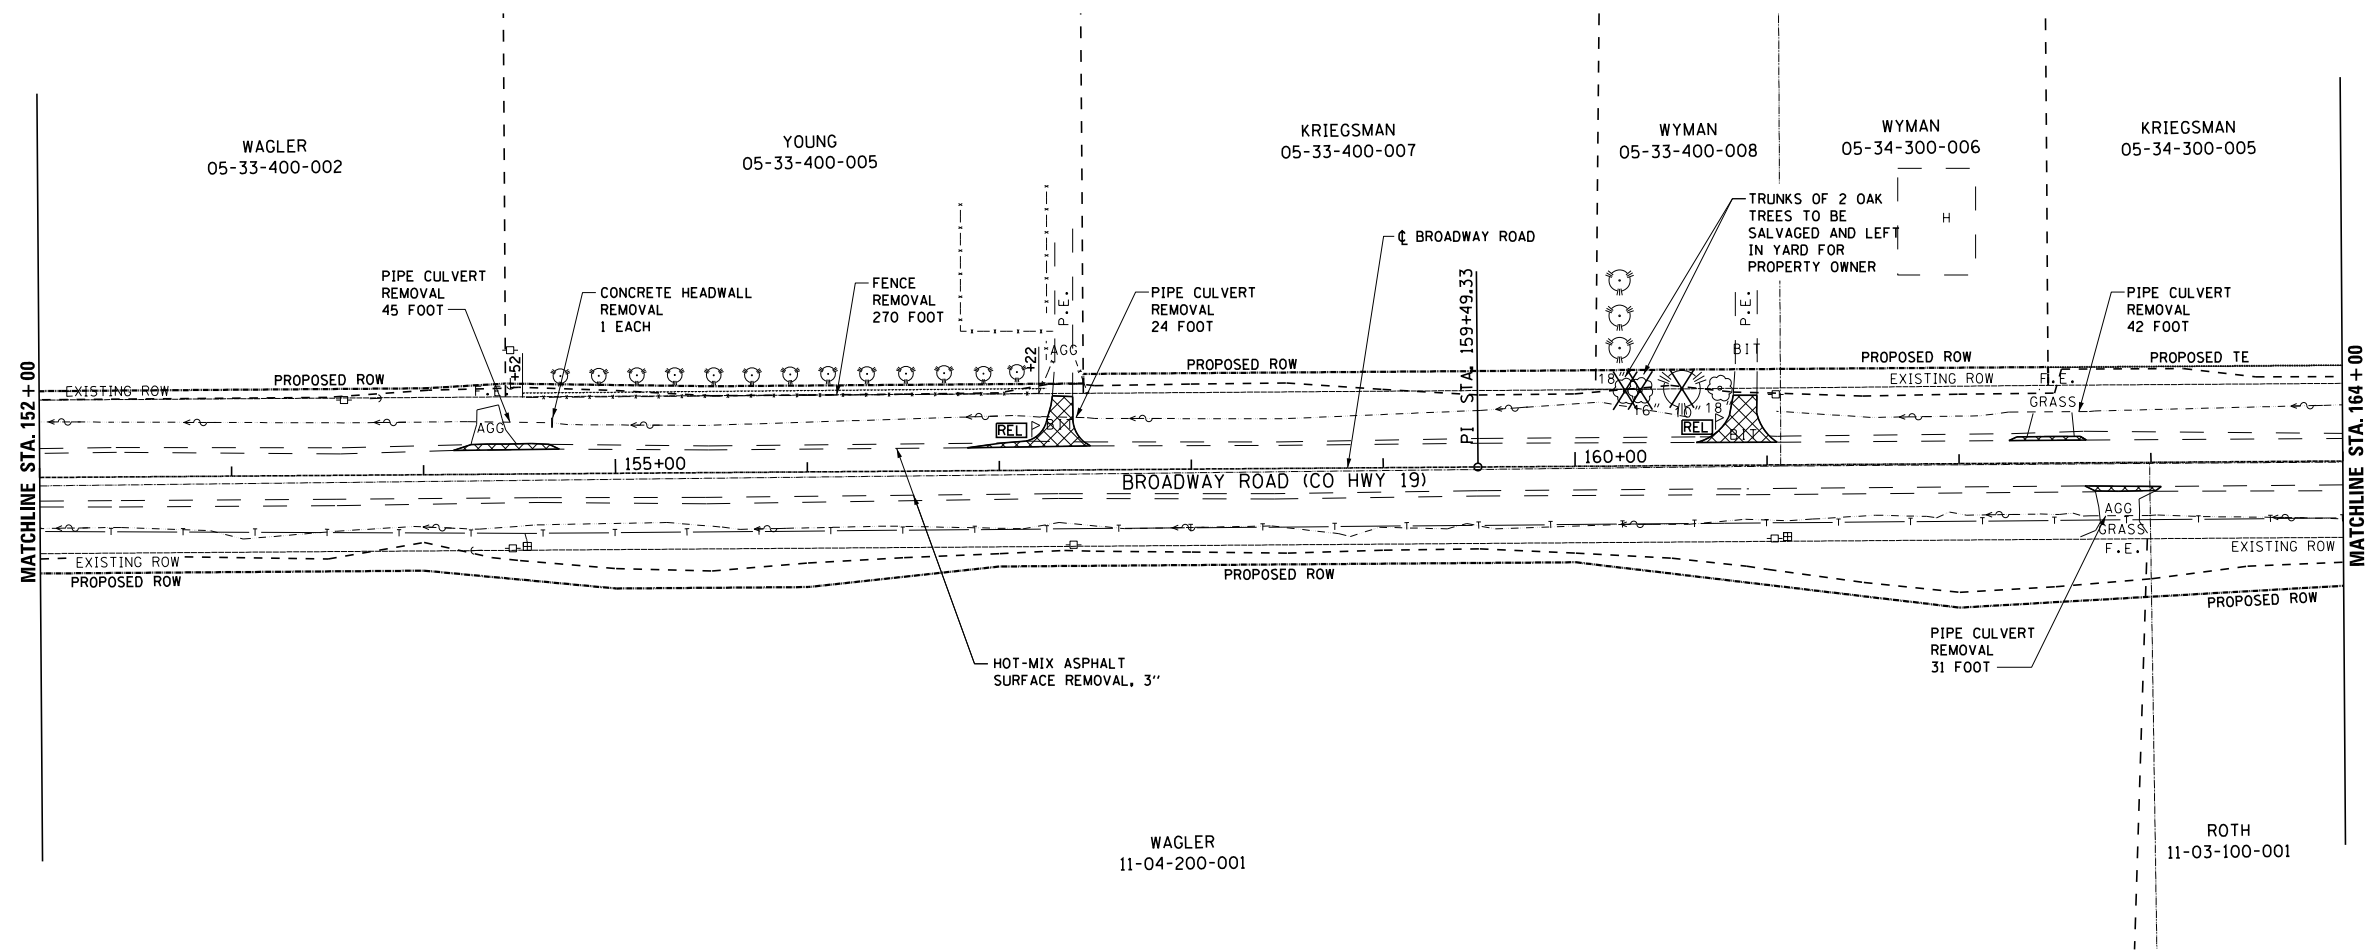 WAGLER
05-33-400-002
YOUNG
05-33-400-005
KRIEGSMAN
05-33-400-007
WYMAN
05-33-400-008
WYMAN
05-34-300-006
KRIEGSMAN
05-34-300-005
TRUNKS OF 2 OAK
TREES TO BE
SALVAGED AND LEFT
IN YARD FOR
PROPERTY OWNER
H
℄ BROADWAY ROAD
PIPE CULVERT
REMOVAL
45 FOOT
CONCRETE HEADWALL
REMOVAL
1 EACH
FENCE
REMOVAL
270 FOOT
P.E.
PIPE CULVERT
REMOVAL
24 FOOT
PI STA. 159+49.33
P.E.
PIPE CULVERT
REMOVAL
42 FOOT
MATCHLINE STA. 152+00
MATCHLINE STA. 164+00
+52
+22
AGG
BIT
EXISTING ROW
PROPOSED ROW
PROPOSED ROW
PROPOSED ROW
PROPOSED TE
EXISTING ROW
F.E.
GRASS
18"
16"
10"
18"
AGG
REL
REL
BIT
155+00
160+00
BROADWAY ROAD (CO HWY 19)
AGG
GRASS
F.E.
EXISTING ROW
PROPOSED ROW
PROPOSED ROW
EXISTING ROW
PROPOSED ROW
HOT-MIX ASPHALT
SURFACE REMOVAL, 3"
PIPE CULVERT
REMOVAL
31 FOOT
WAGLER
11-04-200-001
ROTH
11-03-100-001